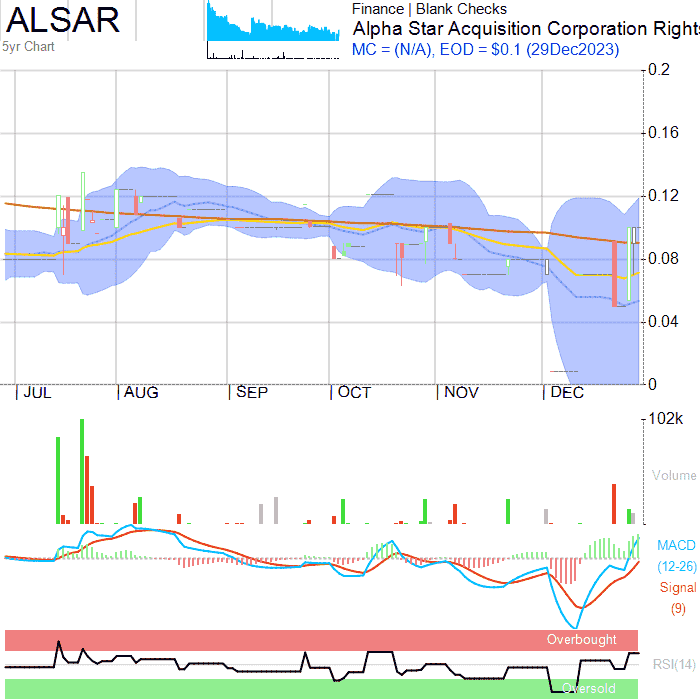 ALSAR
5yr Chart
Finance | Blank Checks
Alpha Star Acquisition Corporation Rights
MC = (N/A), EOD = $0.1 (29Dec2023)
0.2
0.16
0.12
0.08
0.04
0
JUL AUG SEP OCT NOV DEC
102k
Volume
MACD
(12-26)
Signal
(9)
Overbought
RSI(14)
Oversold